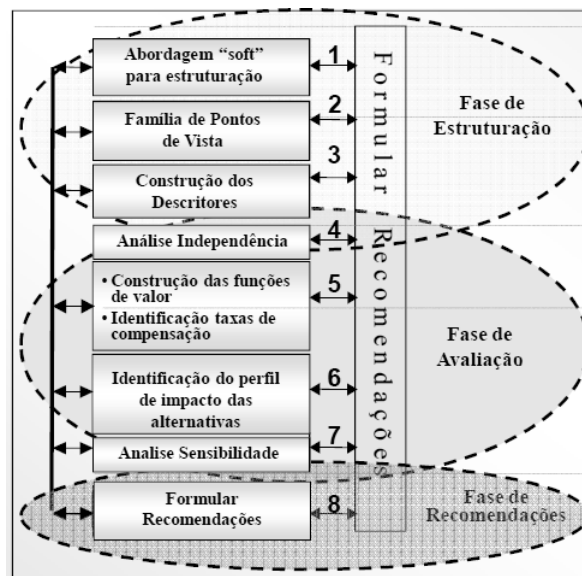 Abordagem “soft”
para estruturação
1
Família de Pontos
de Vista
2
Construção dos
Descritores
3
Análise Independência
4
• Construção das funções
de valor
• Identificação taxas de
compensação
5
Identificação do perfil
de impacto das
alternativas
6
Analise Sensibilidade
7
Formular
Recomendações
8
Formular Recomendações
Fase de
Estruturação
Fase de
Avaliação
Fase de
Recomendações